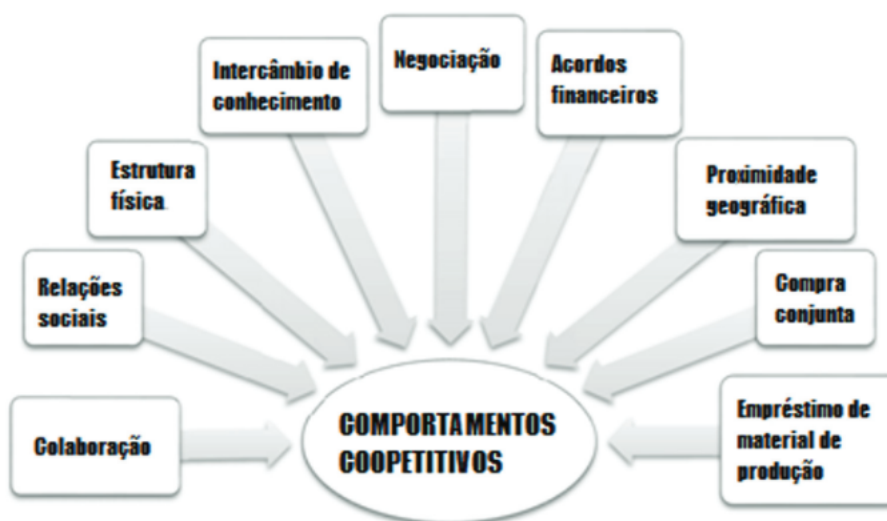 Intercâmbio de
conhecimento
Negociação
Acordos
financeiros
Estrutura
física
Proximidade
geográfica
Relações
sociais
Compra
conjunta
Colaboração
COMPORTAMENTOS
COOPETITIVOS
Empréstimo de
material de
produção